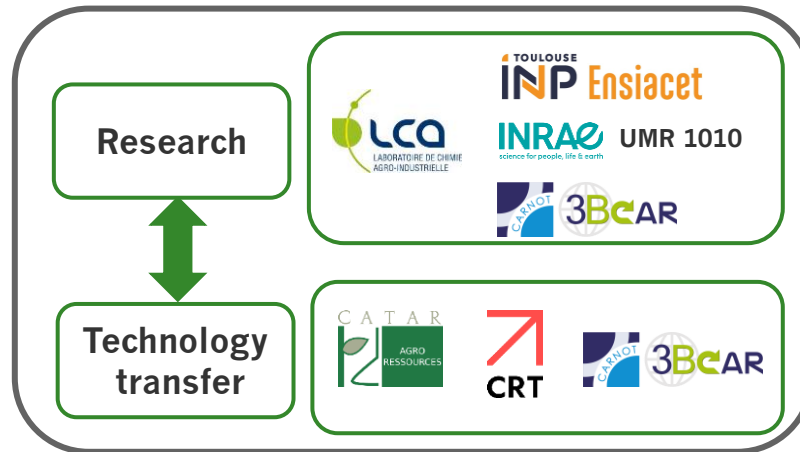 Research
LCA
LABORATOIRE DE CHIMIE
AGRO-INDUSTRIELLE
TOULOUSE
INP Ensiacet
INRAE UMR 1010
science for people, life & earth
CARNOT 3BCAR
Technology
transfer
CATAR
AGRO
RESSOURCES
CRT
CARNOT 3BCAR